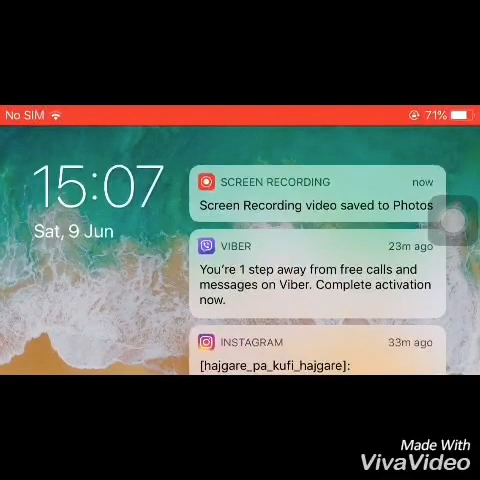 No SIM
71%
15:07
Sat, 9 Jun
SCREEN RECORDING now
Screen Recording video saved to Photos
VIBER 23m ago
You're 1 step away from free calls and
messages on Viber. Complete activation
now.
INSTAGRAM 33m ago
[hajgare_pa_kufi_hajgare]:
Made With
VivaVideo